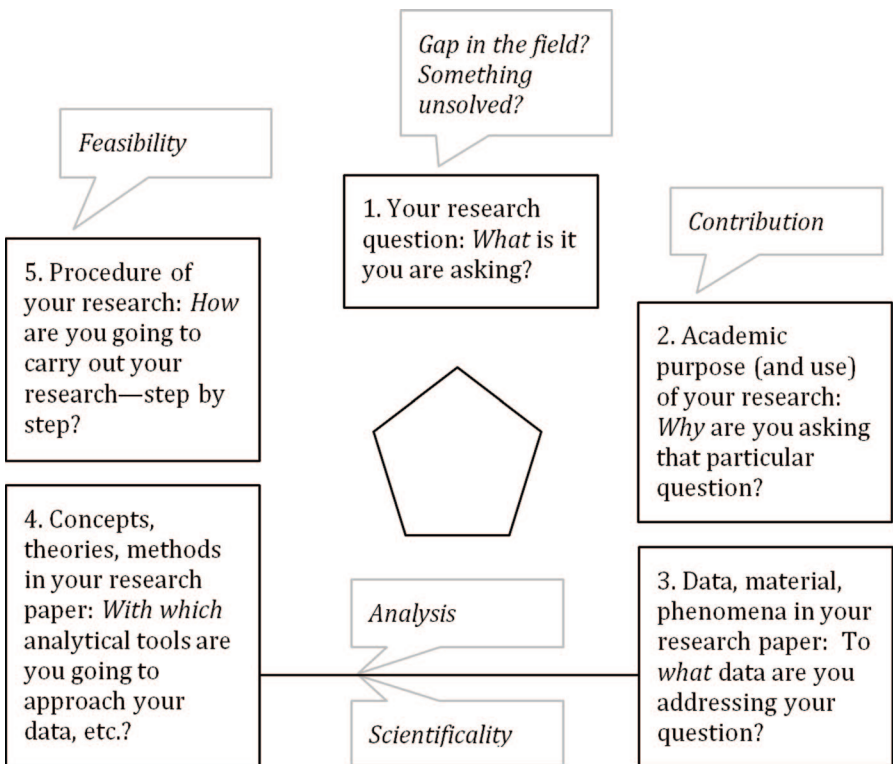 Gap in the field?
Something
unsolved?
Feasibility
1. Your research
question: What is it
you are asking?
Contribution
5. Procedure of
your research: How
are you going to
carry out your
research—step by
step?
2. Academic
purpose (and use)
of your research:
Why are you asking
that particular
question?
4. Concepts,
theories, methods
in your research
paper: With which
analytical tools are
you going to
approach your
data, etc.?
Analysis
Scientificality
3. Data, material,
phenomena in your
research paper: To
what data are you
addressing your
question?